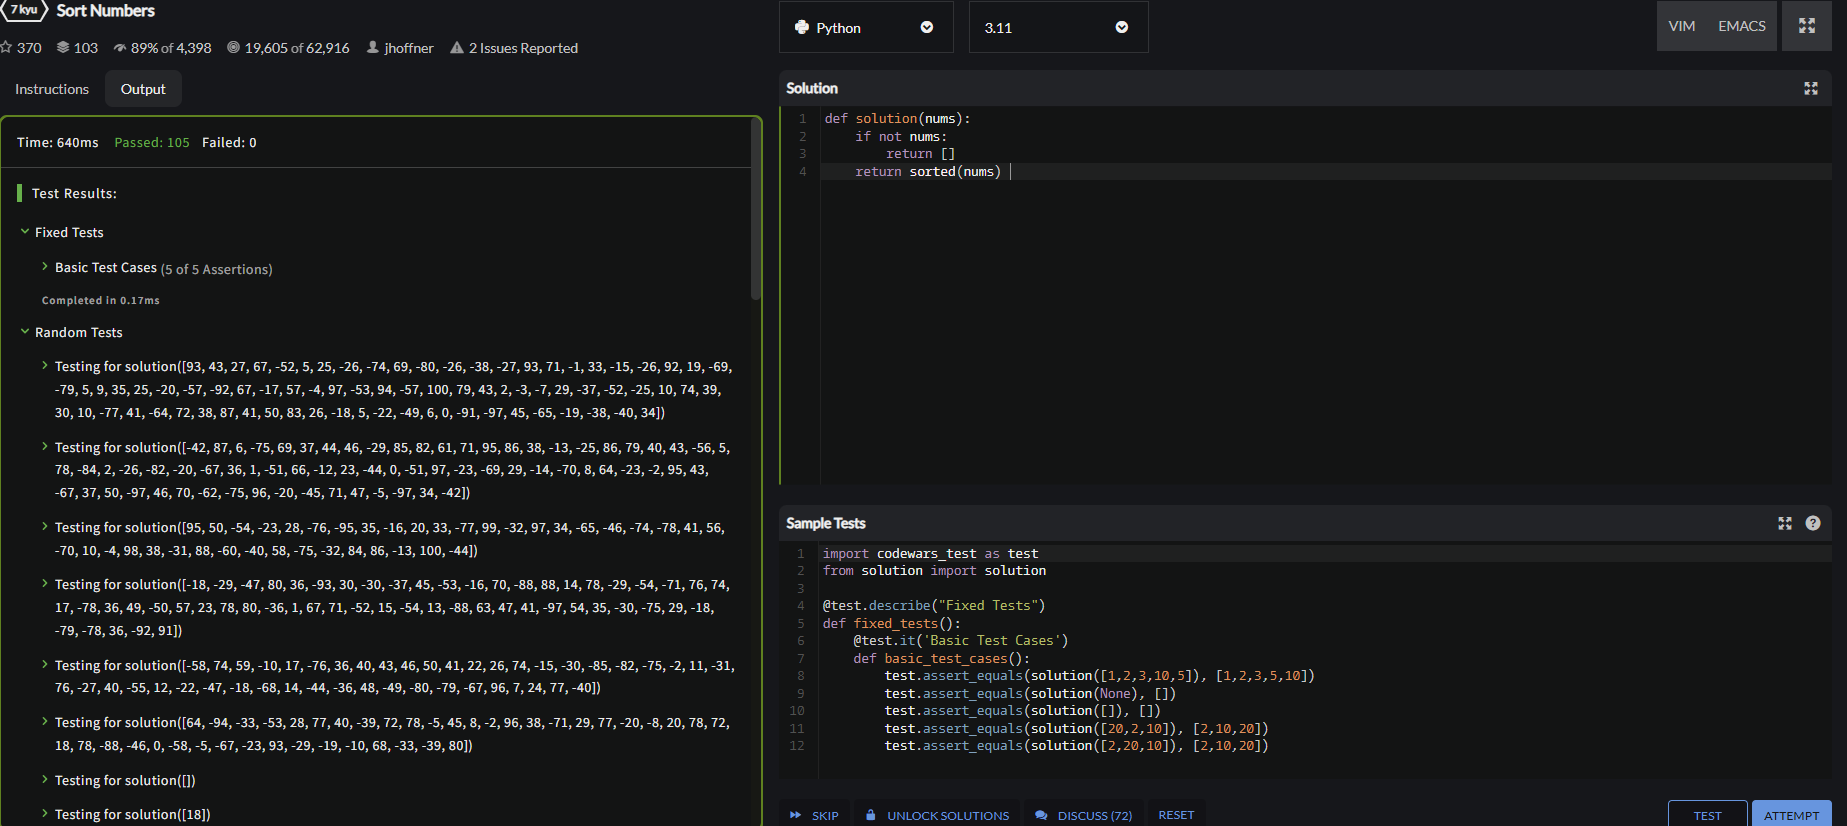 7 kyu Sort Numbers
370 103 89% of 4,398 19,605 of 62,916 jhoffner 2 Issues Reported
Instructions Output
Time: 640ms Passed: 105 Failed: 0
Test Results:
Fixed Tests
Basic Test Cases (5 of 5 Assertions)
Completed in 0.17ms
Random Tests
Testing for solution([93, 43, 27, 67, -52, 5, 25, -26, -74, 69, -80, -26, -38, -27, 93, 71, -1, 33, -15, -26, 92, 19, -69,
-79, 5, 9, 35, 25, -20, -57, -92, 67, -17, 57, -4, 97, -53, 94, -57, 100, 79, 43, 2, -3, -7, 29, -37, -52, -25, 10, 74, 39,
30, 10, -77, 41, -64, 72, 38, 87, 41, 50, 83, 26, -18, 5, -22, -49, 6, 0, -91, -97, 45, -65, -19, -38, -40, 34])
Testing for solution([-42, 87, 6, -75, 69, 37, 44, 46, -29, 85, 82, 61, 71, 95, 86, 38, -13, -25, 86, 79, 40, 43, -56, 5,
78, -84, 2, -26, -82, -20, -67, 36, 1, -51, 66, -12, 23, -44, 0, -51, 97, -23, -69, 29, -14, -70, 8, 64, -23, -2, 95, 43,
-67, 37, 50, -97, 46, 70, -62, -75, 96, -20, -45, 71, 47, -5, -97, 34, -42])
Testing for solution([95, 50, -54, -23, 28, -76, -95, 35, -16, 20, 33, -77, 99, -32, 97, 34, -65, -46, -74, -78, 41, 56,
-70, 10, -4, 98, 38, -31, 88, -60, -40, 58, -75, -32, 84, 86, -13, 100, -44])
Testing for solution([-18, -29, -47, 80, 36, -93, 30, -30, -37, 45, -53, -16, 70, -88, 88, 14, 78, -29, -54, -71, 76, 74,
17, -78, 36, 49, -50, 57, 23, 78, 80, -36, 1, 67, 71, -52, 15, -54, 13, -88, 63, 47, 41, -97, 54, 35, -30, -75, 29, -18,
-79, -78, 36, -92, 91])
Testing for solution([-58, 74, 59, -10, 17, -76, 36, 40, 43, 46, 50, 41, 22, 26, 74, -15, -30, -85, -82, -75, -2, 11, -31,
76, -27, 40, -55, 12, -22, -47, -18, -68, 14, -44, -36, 48, -49, -80, -79, -67, 96, 7, 24, 77, -40])
Testing for solution([64, -94, -33, -53, 28, 77, 40, -39, 72, 78, -5, 45, 8, -2, 96, 38, -71, 29, 77, -20, -8, 20, 78, 72,
18, 78, -88, -46, 0, -58, -5, -67, -23, 93, -29, -19, -10, 68, -33, -39, 80])
Testing for solution([])
Testing for solution([18])
Python 3.11 VIM EMACS
Solution
1 def solution(nums):
2     if not nums:
3         return []
4     return sorted(nums)
Sample Tests
1 import codewars_test as test
2 from solution import solution
3
4 @test.describe("Fixed Tests")
5 def fixed_tests():
6     @test.it('Basic Test Cases')
7     def basic_test_cases():
8         test.assert_equals(solution([1,2,3,10,5]), [1,2,3,5,10])
9         test.assert_equals(solution(None), [])
10         test.assert_equals(solution([]), [])
11         test.assert_equals(solution([20,2,10]), [2,10,20])
12         test.assert_equals(solution([2,20,10]), [2,10,20])
SKIP UNLOCK SOLUTIONS DISCUSS (72) RESET TEST ATTEMPT